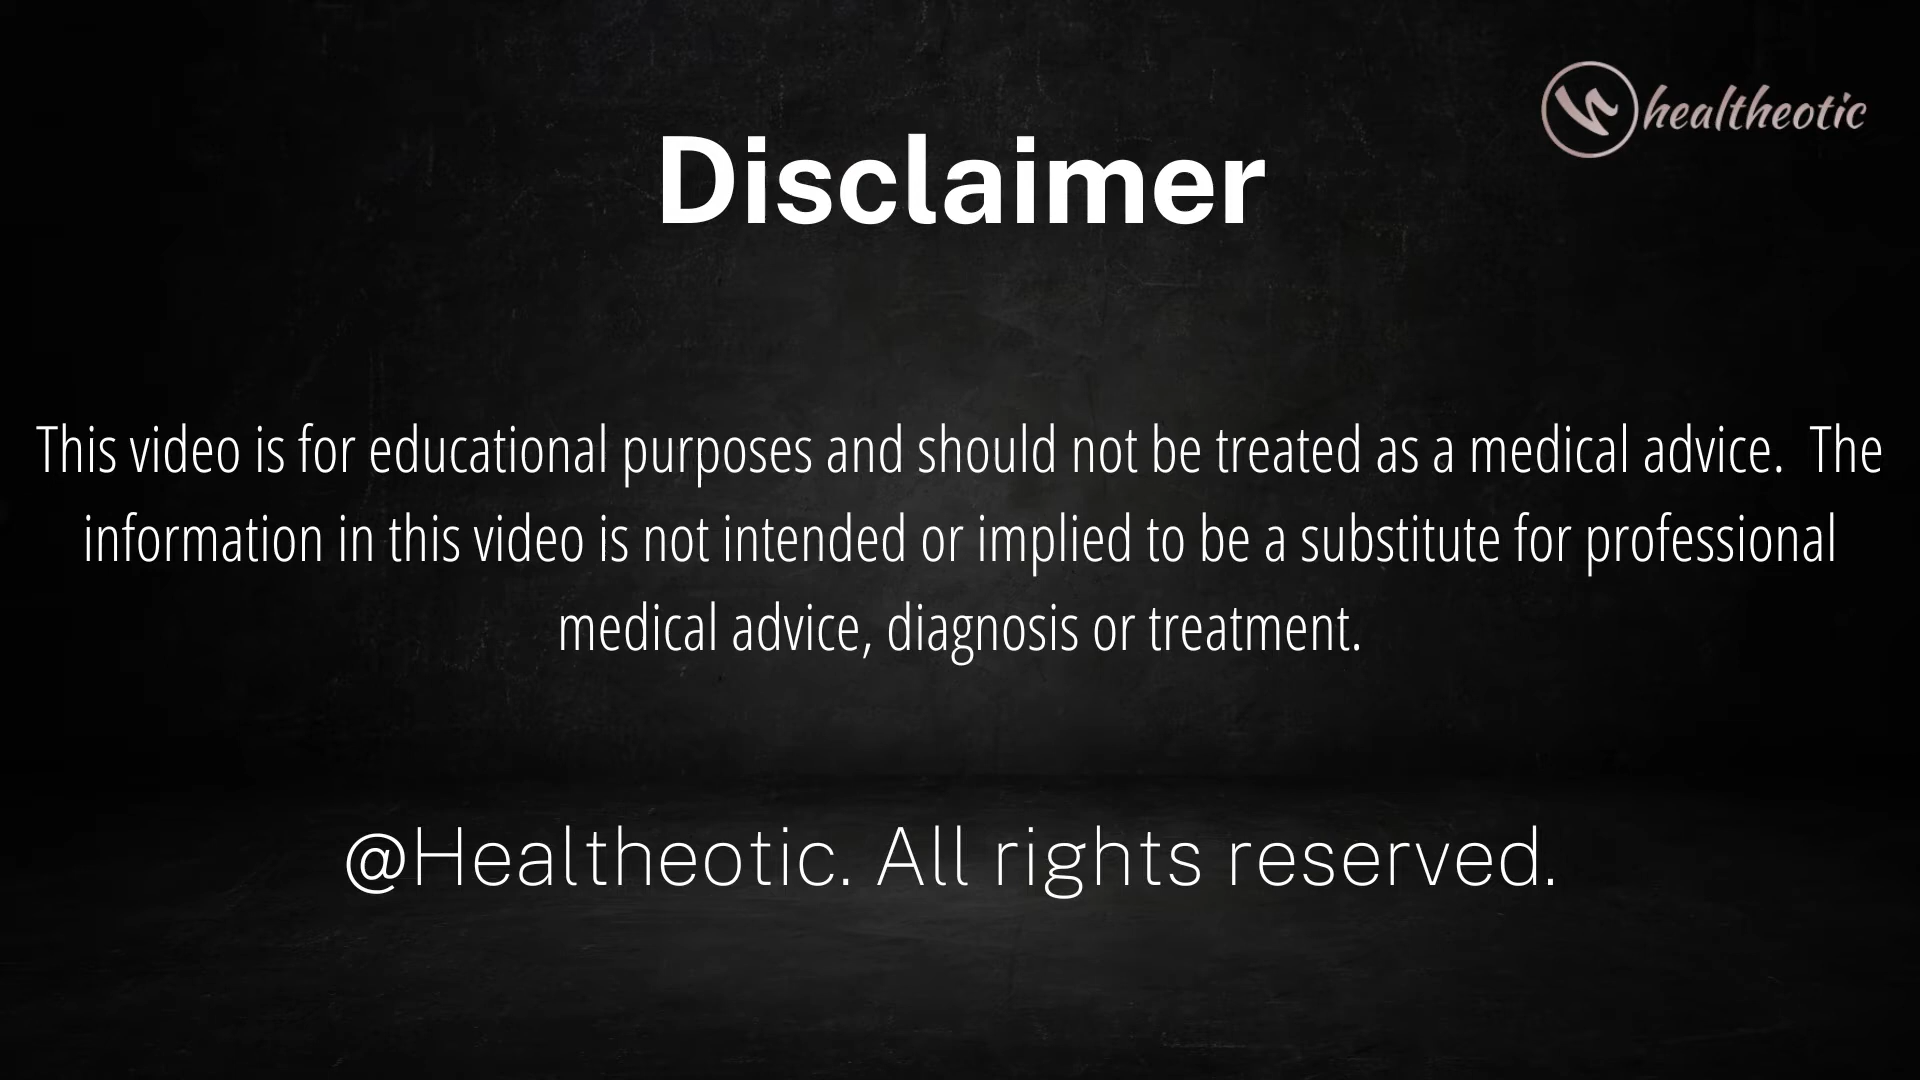 healtheotic
Disclaimer
This video is for educational purposes and should not be treated as a medical advice.  The
information in this video is not intended or implied to be a substitute for professional
medical advice, diagnosis or treatment.
@Healtheotic. All rights reserved.